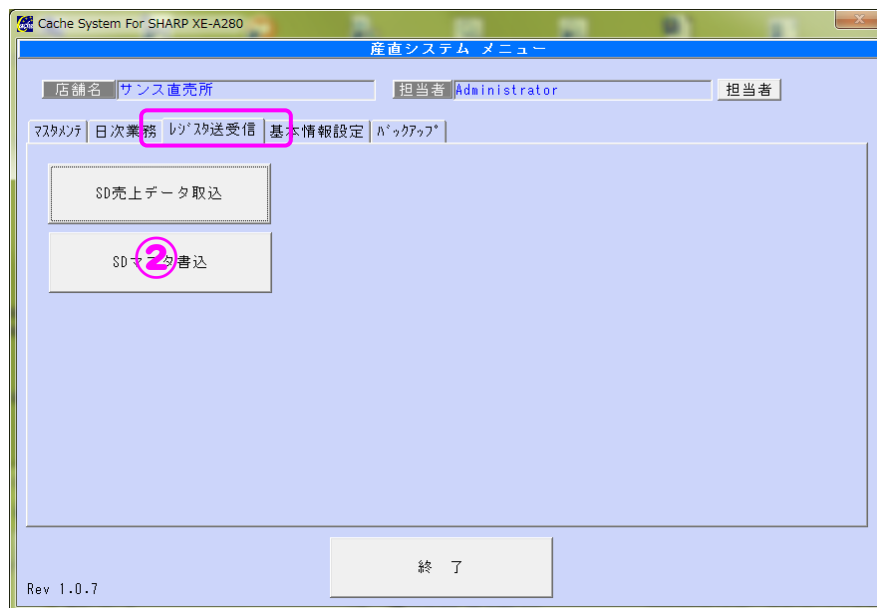 Cache System For SHARP XE-A280
産直システム メニュー
店舗名 サンス直売所 担当者 Administrator 担当者
ﾏｽﾀﾒﾝﾃ 日次業務 ﾚｼﾞｽﾀ送受信 基本情報設定 ﾊﾞｯｸｱｯﾌﾟ
SD売上データ取込
SDマスタ書込
②
終 了
Rev 1.0.7